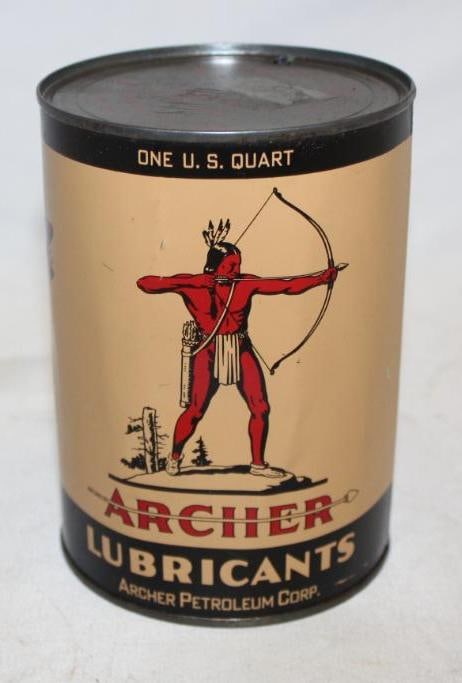 ONE U. S. QUART
ARCHER
LUBRICANTS
ARCHER PETROLEUM CORP.